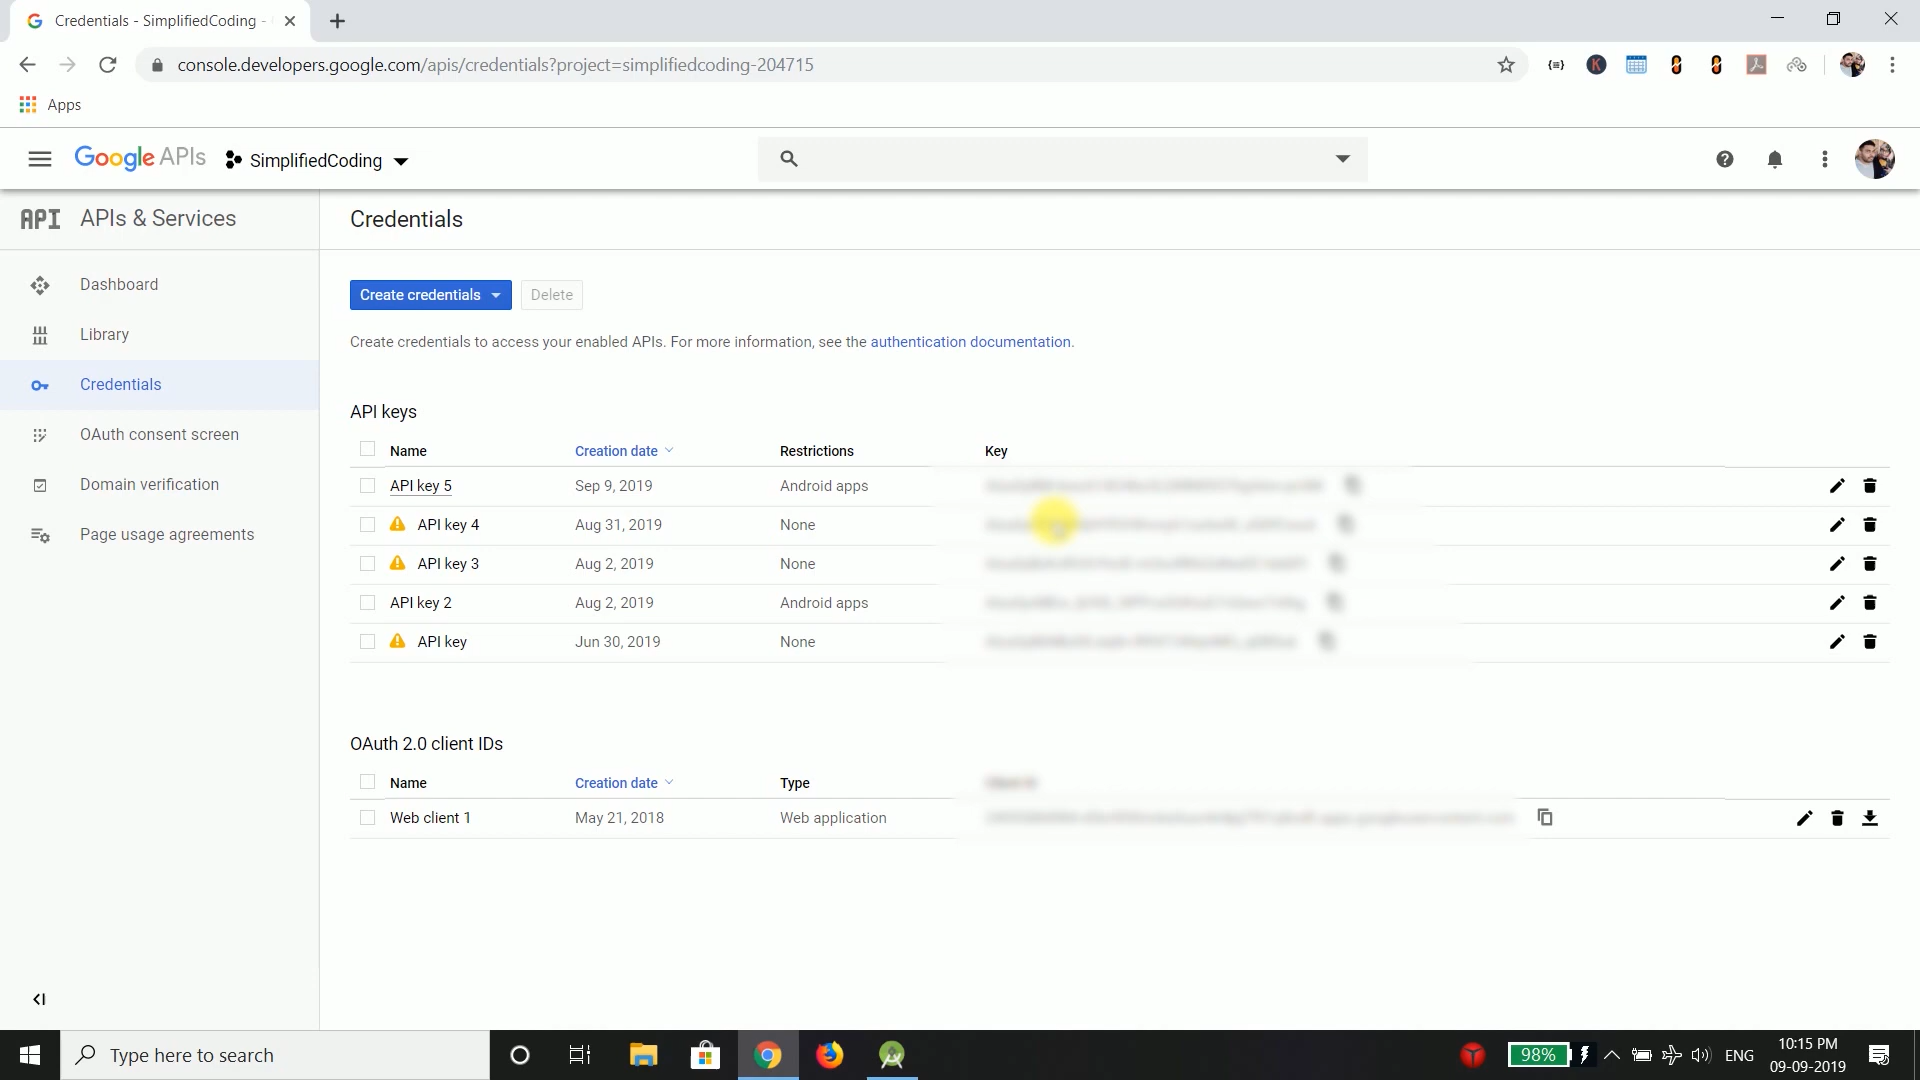 Credentials - SimplifiedCoding -
console.developers.google.com/apis/credentials?project=simplifiedcoding-204715
Apps
Google APIs
SimplifiedCoding
API APIs & Services
Credentials
Dashboard
Library
Credentials
OAuth consent screen
Domain verification
Page usage agreements
Create credentials
Delete
Create credentials to access your enabled APIs. For more information, see the authentication documentation.
API keys
Name Creation date Restrictions Key
API key 5 Sep 9, 2019 Android apps
API key 4 Aug 31, 2019 None
API key 3 Aug 2, 2019 None
API key 2 Aug 2, 2019 Android apps
API key Jun 30, 2019 None
OAuth 2.0 client IDs
Name Creation date Type
Web client 1 May 21, 2018 Web application
Type here to search
98%
ENG
10:15 PM
09-09-2019